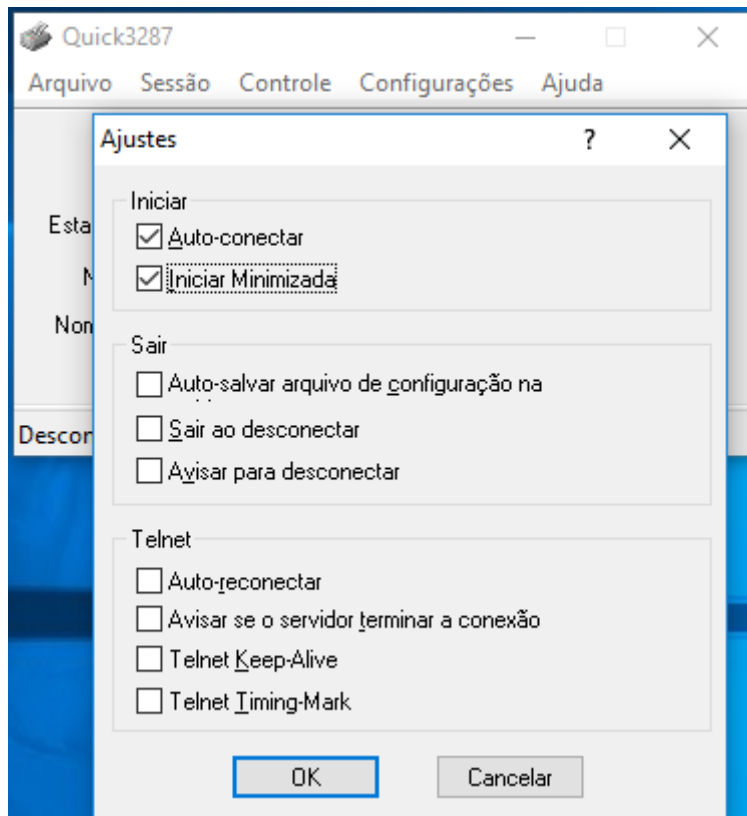 Quick3287
Arquivo Sessão Controle Configurações Ajuda
Ajustes ?
Iniciar
Auto-conectar
Iniciar Minimizada
Sair
Auto-salvar arquivo de configuração na
Sair ao desconectar
Avisar para desconectar
Telnet
Auto-reconectar
Avisar se o servidor terminar a conexão
Telnet Keep-Alive
Telnet Timing-Mark
OK Cancelar